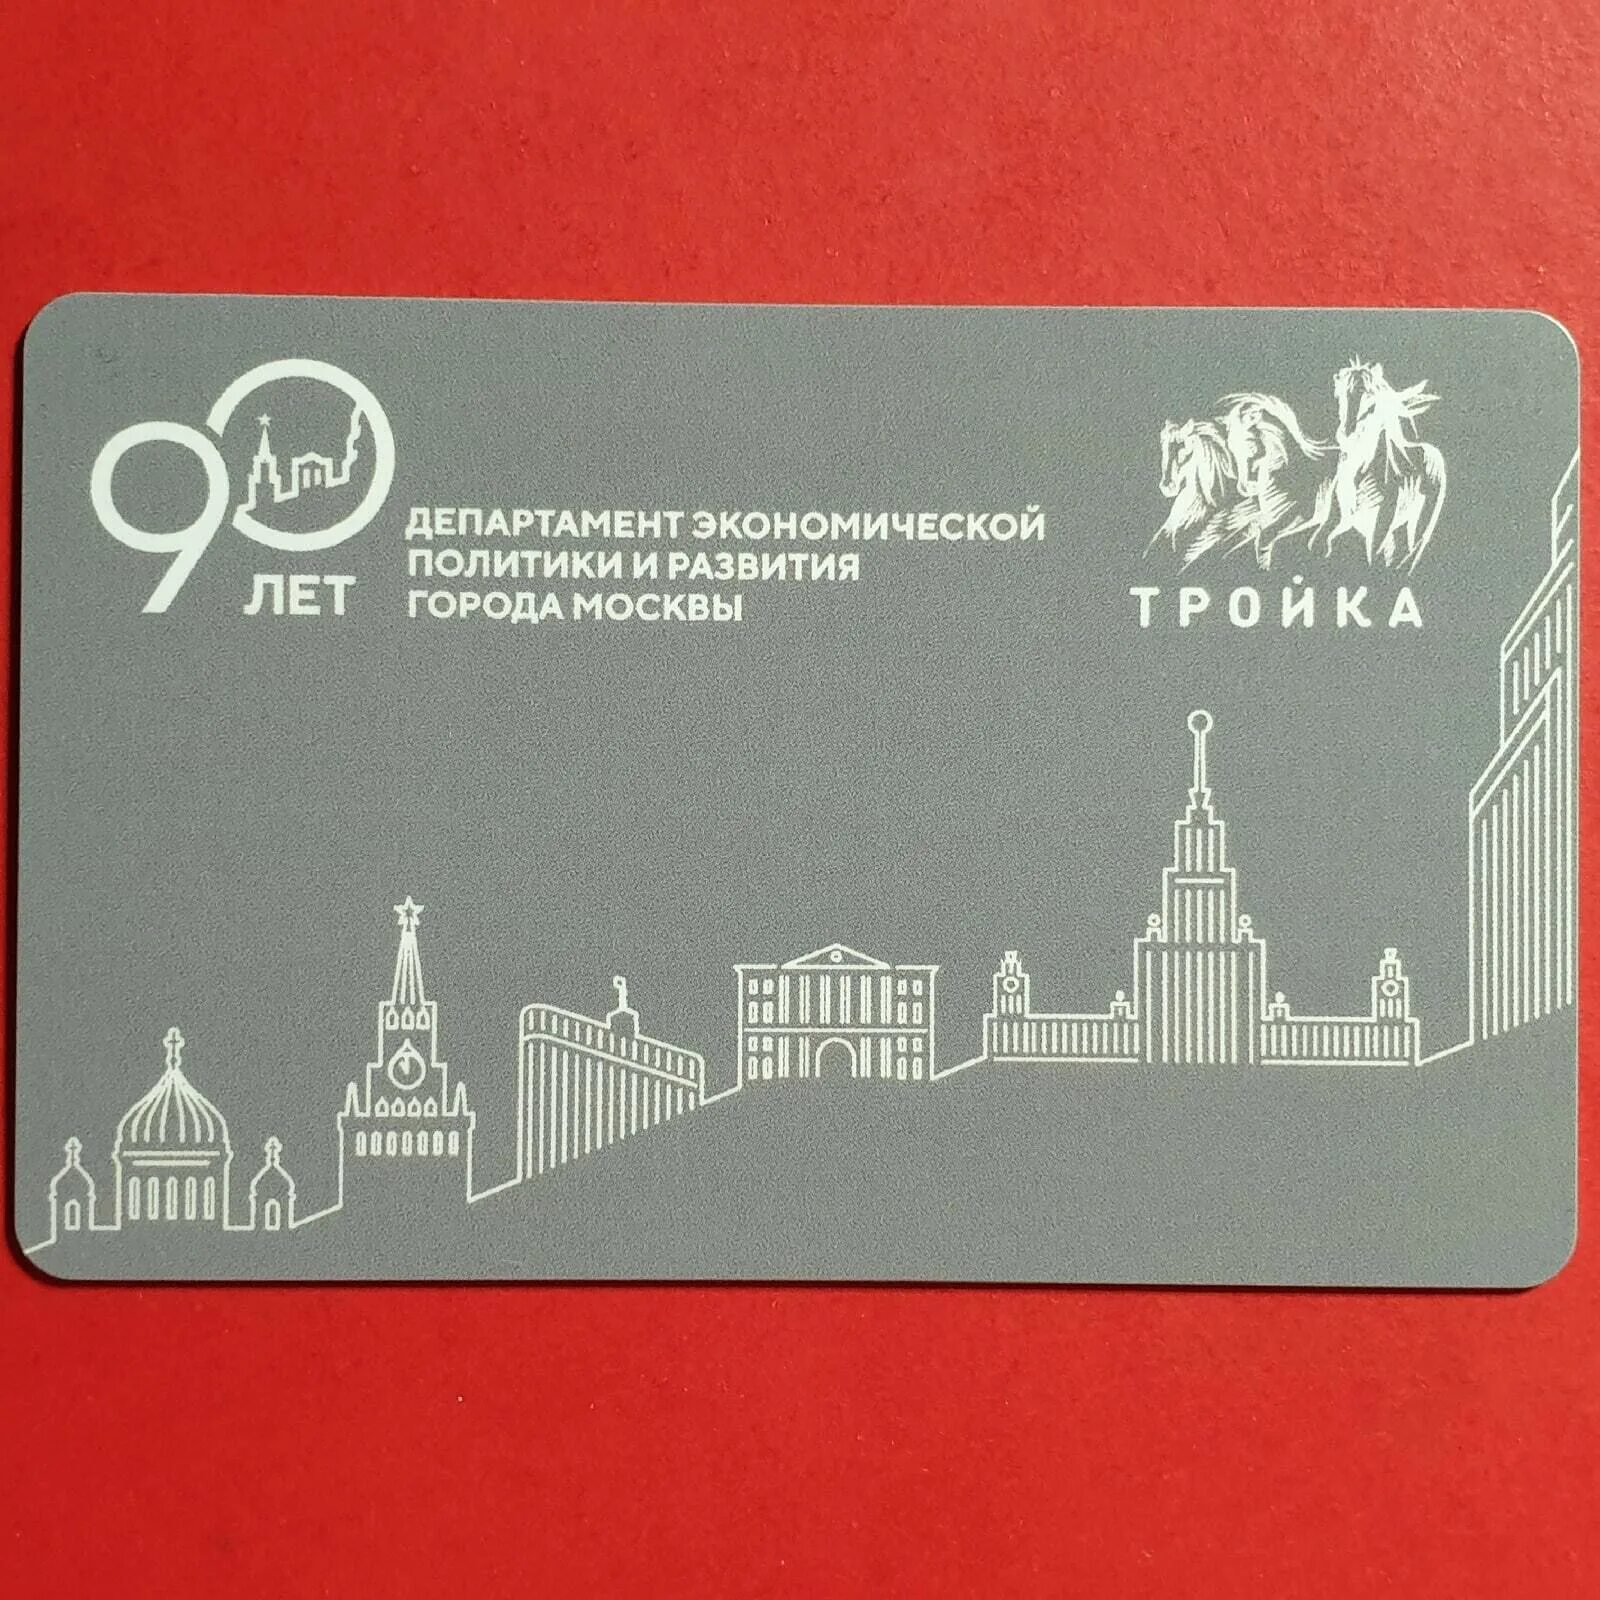 90
ЛЕТ
ДЕПАРТАМЕНТ ЭКОНОМИЧЕСКОЙ
ПОЛИТИКИ И РАЗВИТИЯ
ГОРОДА МОСКВЫ
ТРОЙКА